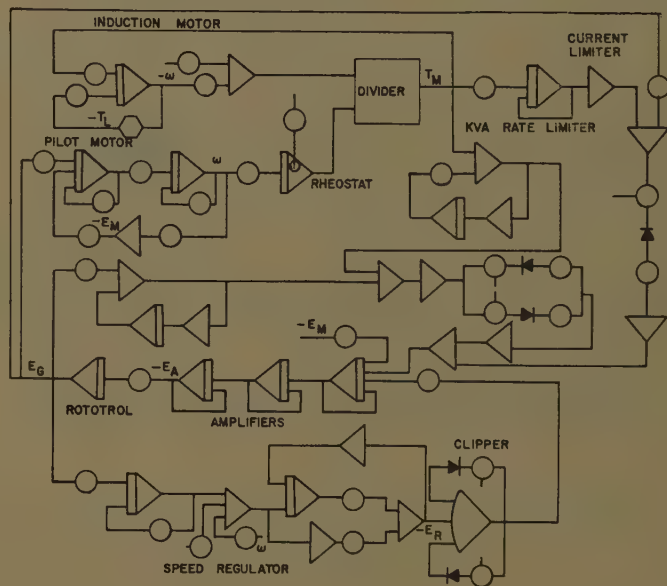 INDUCTION MOTOR
CURRENT
LIMITER
-ω
DIVIDER
T_M
-T_L
KVA RATE LIMITER
PILOT MOTOR
ω
RHEOSTAT
-E_M
-E_M
E_G
-E_A
ROTOTROL
AMPLIFIERS
CLIPPER
-E_R
ω
SPEED REGULATOR